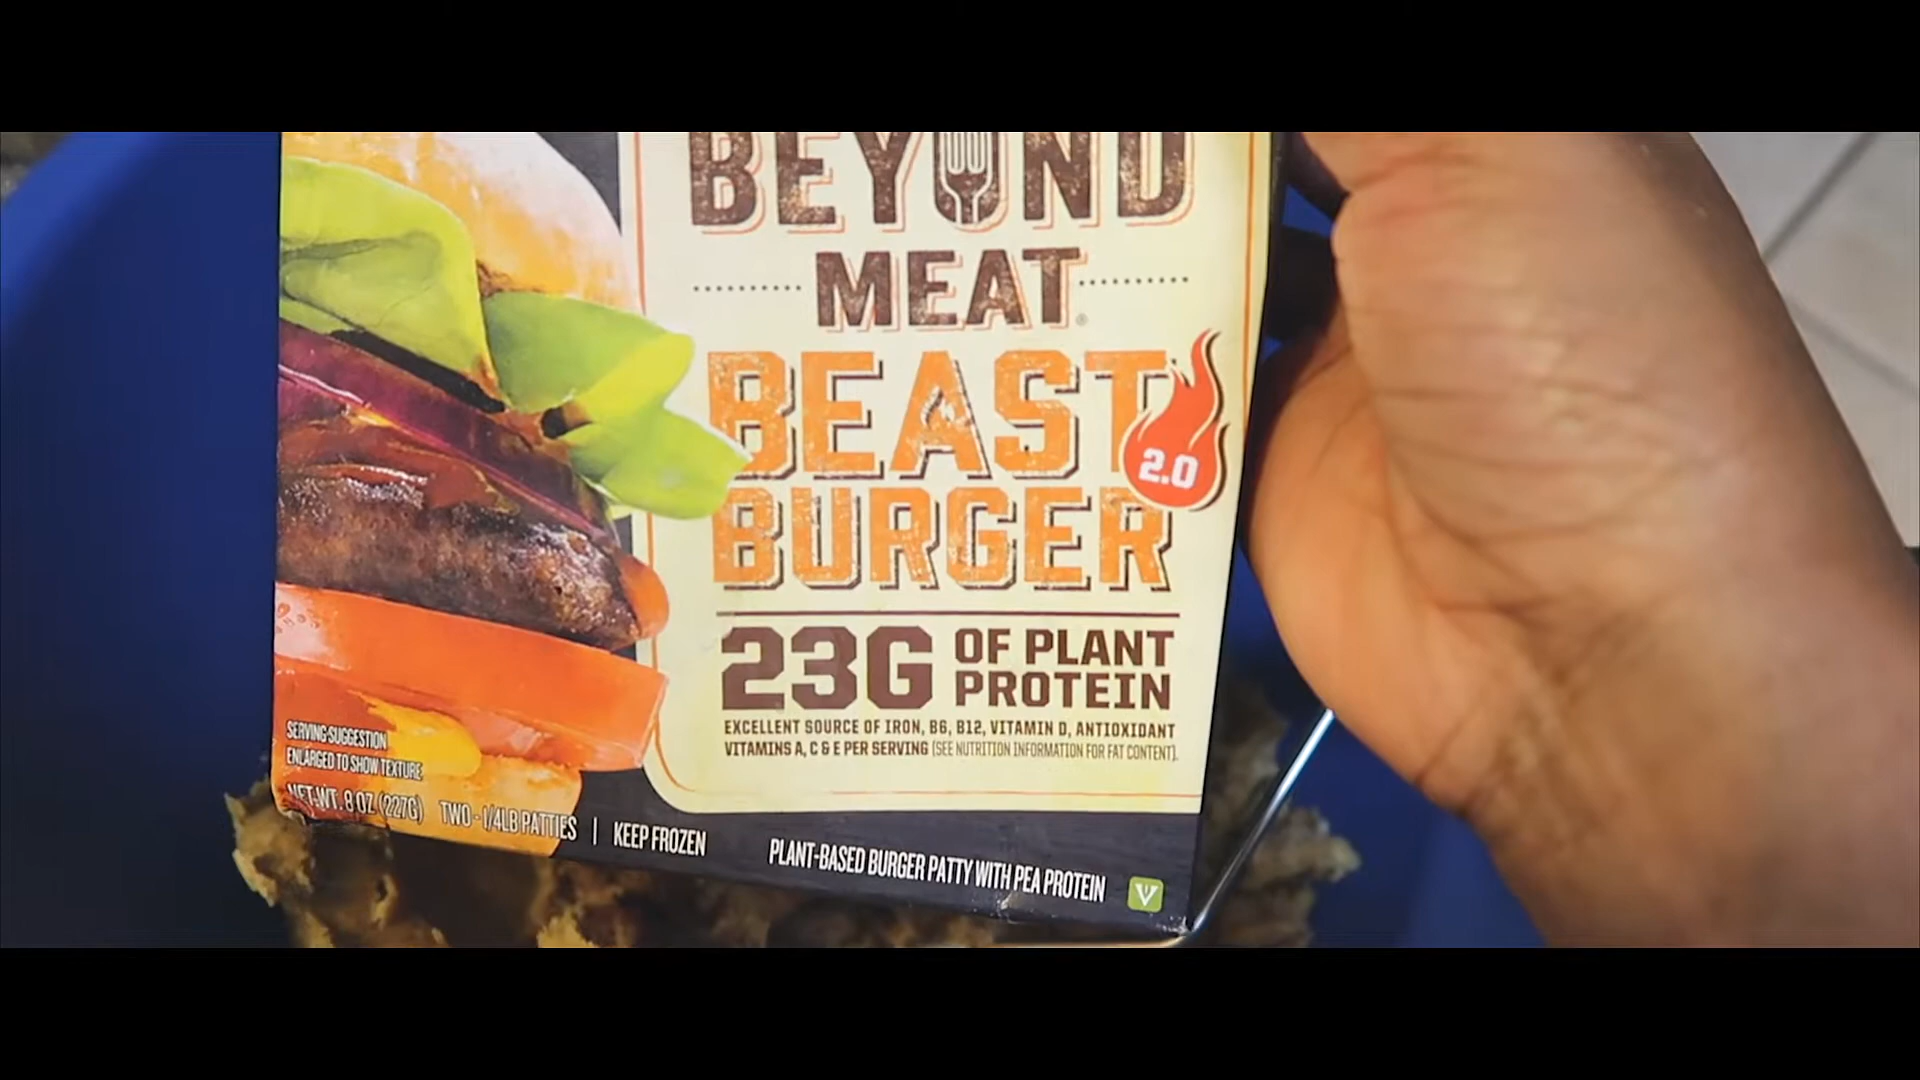 BEYOND
MEAT®
BEAST
2.0
BURGER
23G OF PLANT
PROTEIN
EXCELLENT SOURCE OF IRON, B6, B12, VITAMIN D, ANTIOXIDANT
VITAMINS A, C & E PER SERVING (SEE NUTRITION INFORMATION FOR FAT CONTENT).
SERVING SUGGESTION
ENLARGED TO SHOW TEXTURE
NET WT. 8 OZ (227G) TWO - 1/4LB PATTIES | KEEP FROZEN
PLANT-BASED BURGER PATTY WITH PEA PROTEIN
V